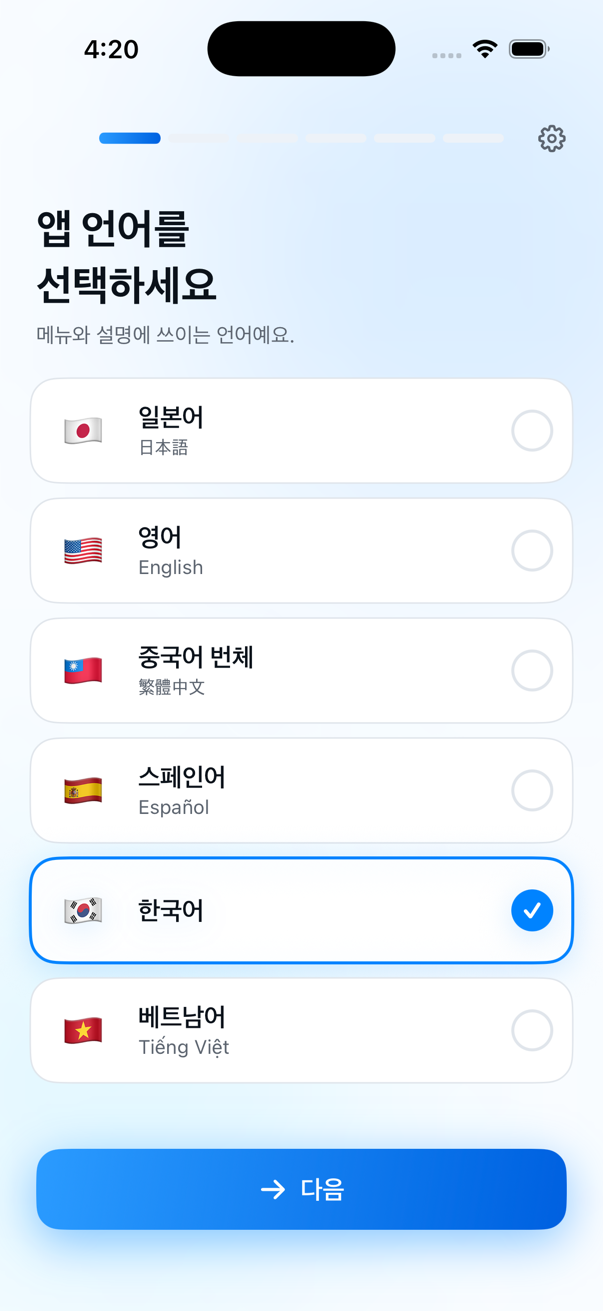 4:20
앱 언어를
선택하세요
메뉴와 설명에 쓰이는 언어예요.
일본어
日本語
영어
English
중국어 번체
繁體中文
스페인어
Español
한국어
베트남어
Tiếng Việt
다음